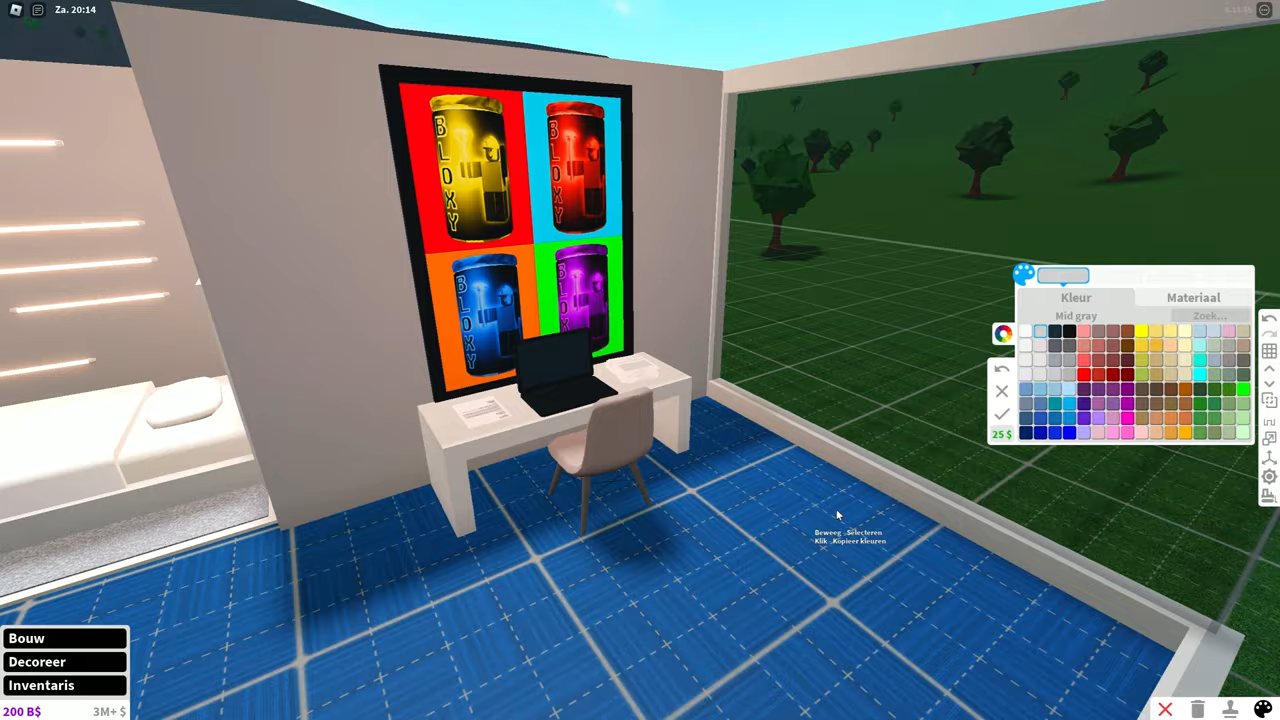 Za. 20:14
BLOXY
BLOXY
BLOXY
BLOXY
Kleur
Materiaal
Mid gray
Zoek...
25 $
Beweeg Selecteren
Klik Kopieer kleuren
Bouw
Decoreer
Inventaris
200 B$
3M+ $